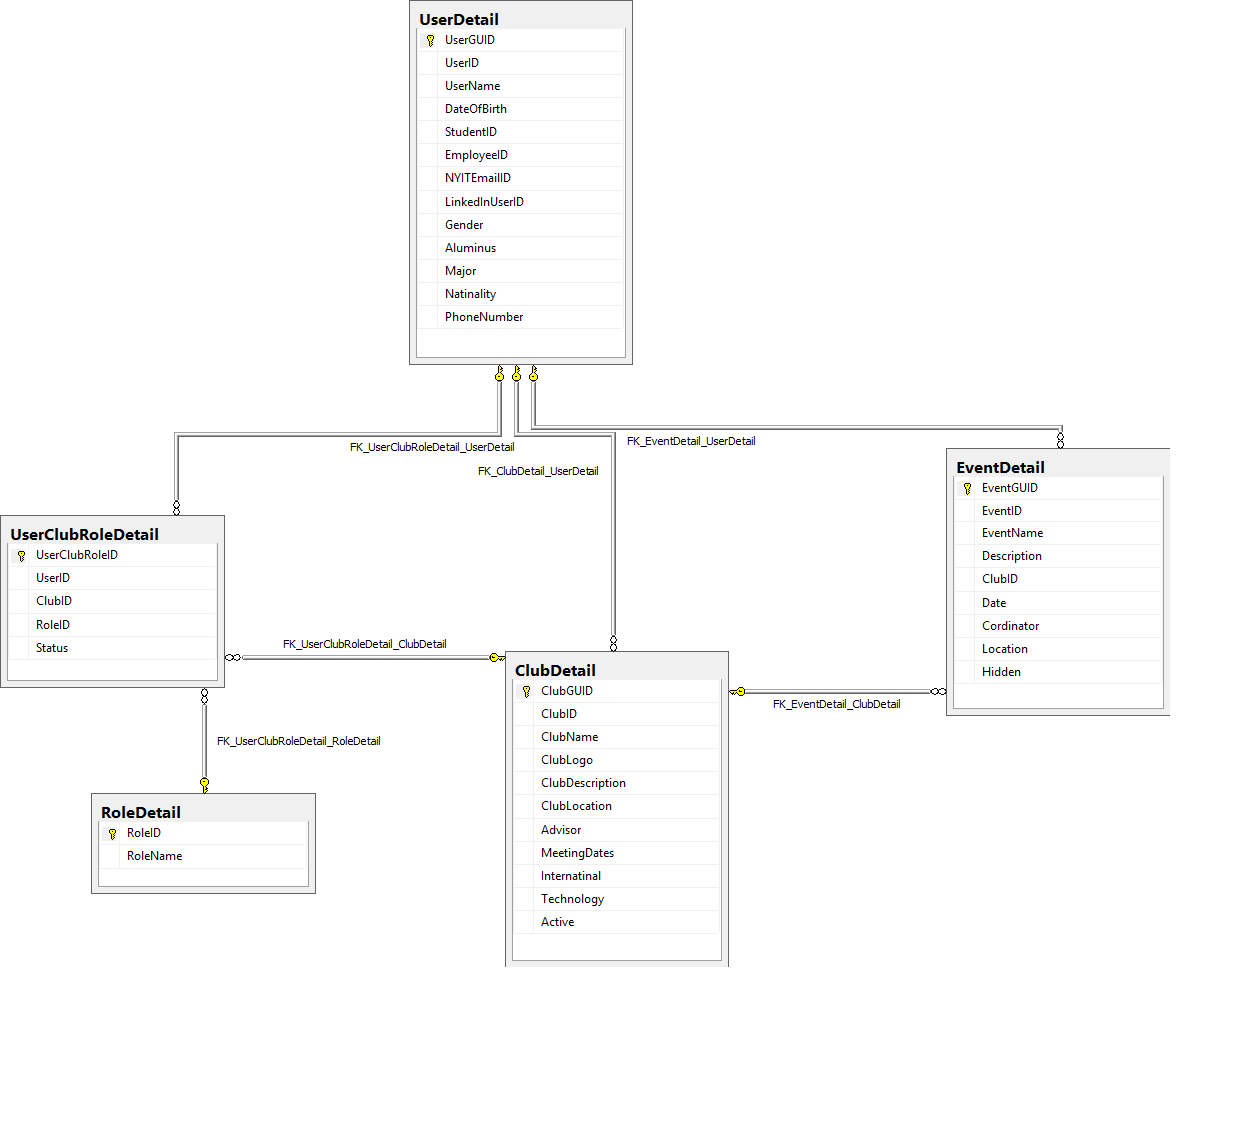 UserDetail
UserGUID
UserID
UserName
DateOfBirth
StudentID
EmployeeID
NYITEmailID
LinkedInUserID
Gender
Aluminus
Major
Natinality
PhoneNumber
FK_UserClubRoleDetail_UserDetail
FK_ClubDetail_UserDetail
FK_EventDetail_UserDetail
EventDetail
EventGUID
EventID
EventName
Description
ClubID
Date
Cordinator
Location
Hidden
UserClubRoleDetail
UserClubRoleID
UserID
ClubID
RoleID
Status
FK_UserClubRoleDetail_ClubDetail
FK_EventDetail_ClubDetail
FK_UserClubRoleDetail_RoleDetail
ClubDetail
ClubGUID
ClubID
ClubName
ClubLogo
ClubDescription
ClubLocation
Advisor
MeetingDates
Internatinal
Technology
Active
RoleDetail
RoleID
RoleName